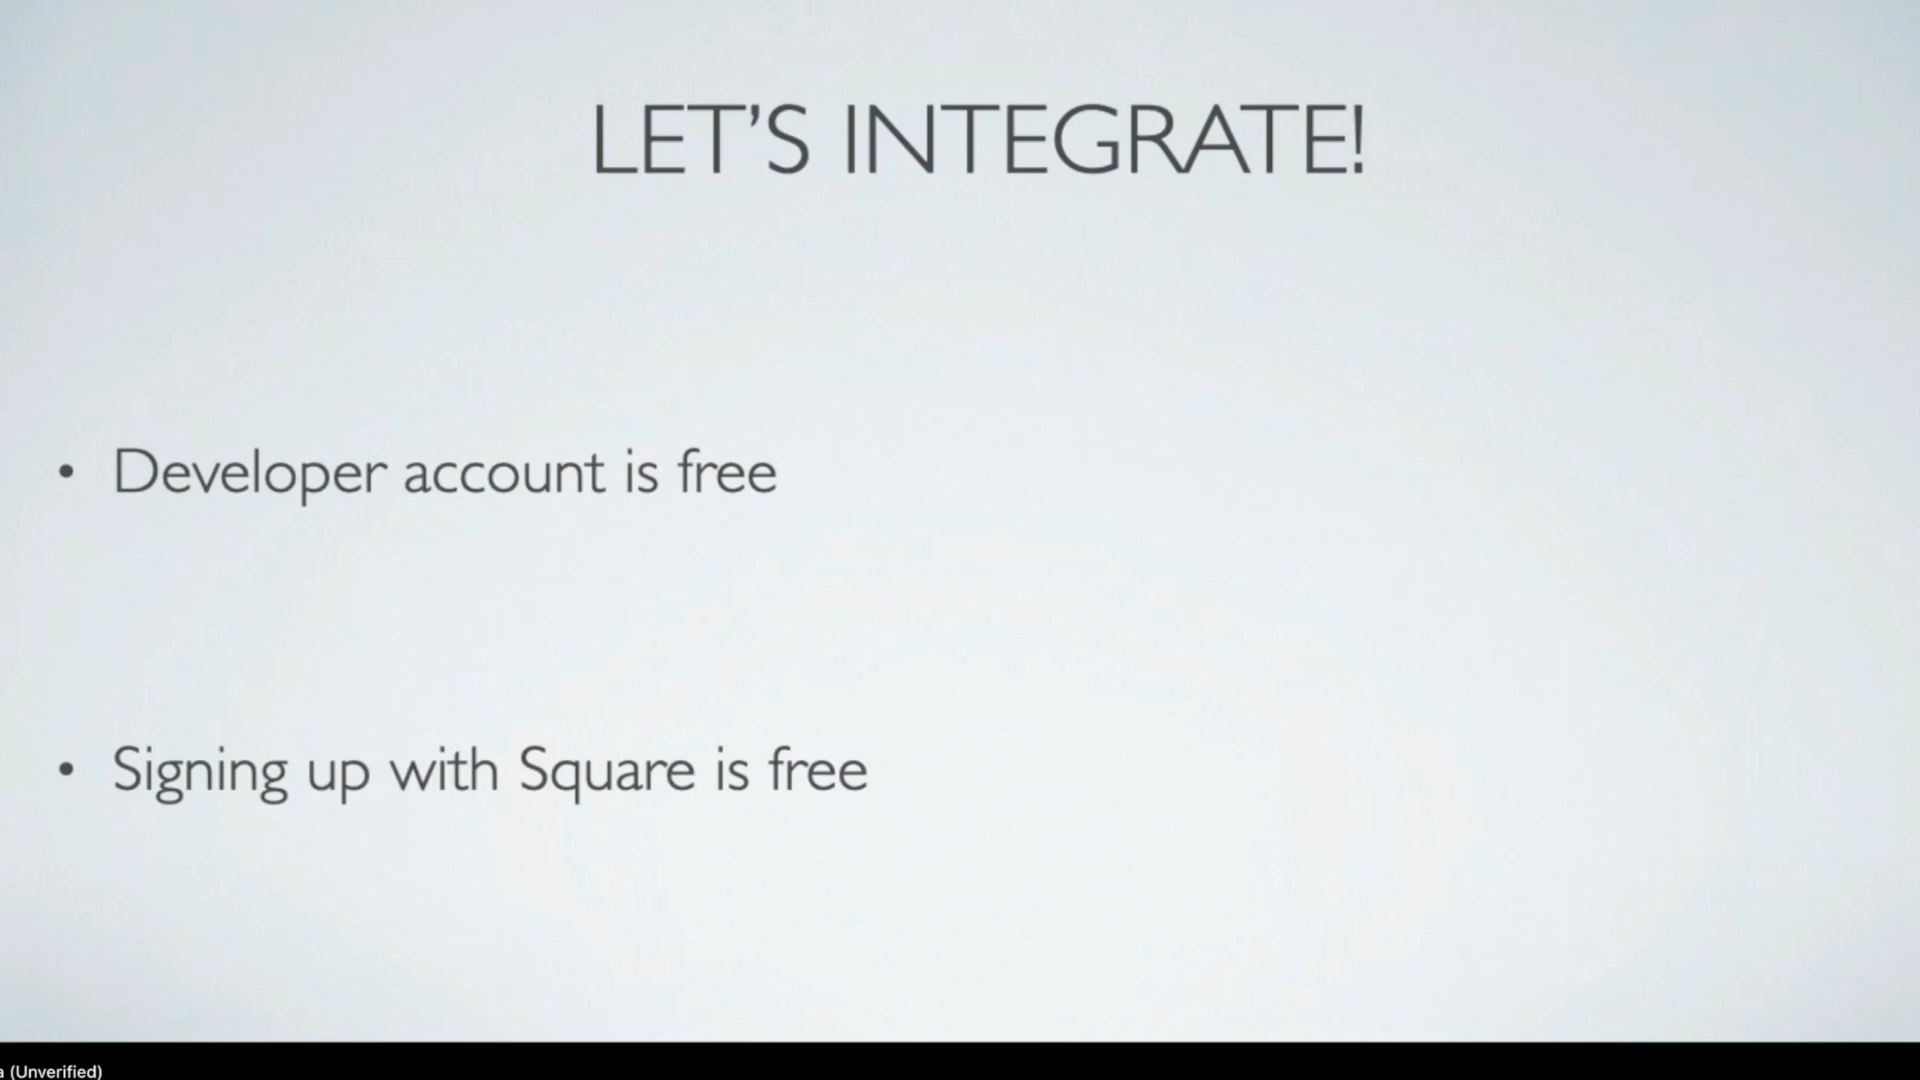 LET’S INTEGRATE!
• Developer account is free
• Signing up with Square is free
a (Unverified)